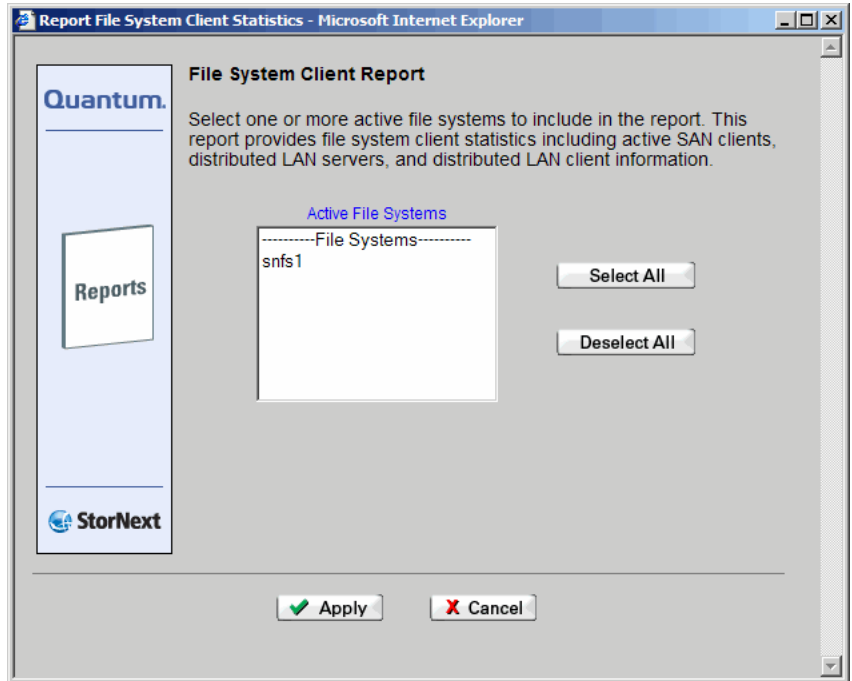 Report File System Client Statistics - Microsoft Internet Explorer
Quantum.
File System Client Report
Select one or more active file systems to include in the report. This
report provides file system client statistics including active SAN clients,
distributed LAN servers, and distributed LAN client information.
Active File Systems
----------File Systems----------
snfs1
Select All
Deselect All
Reports
StorNext
Apply
X Cancel